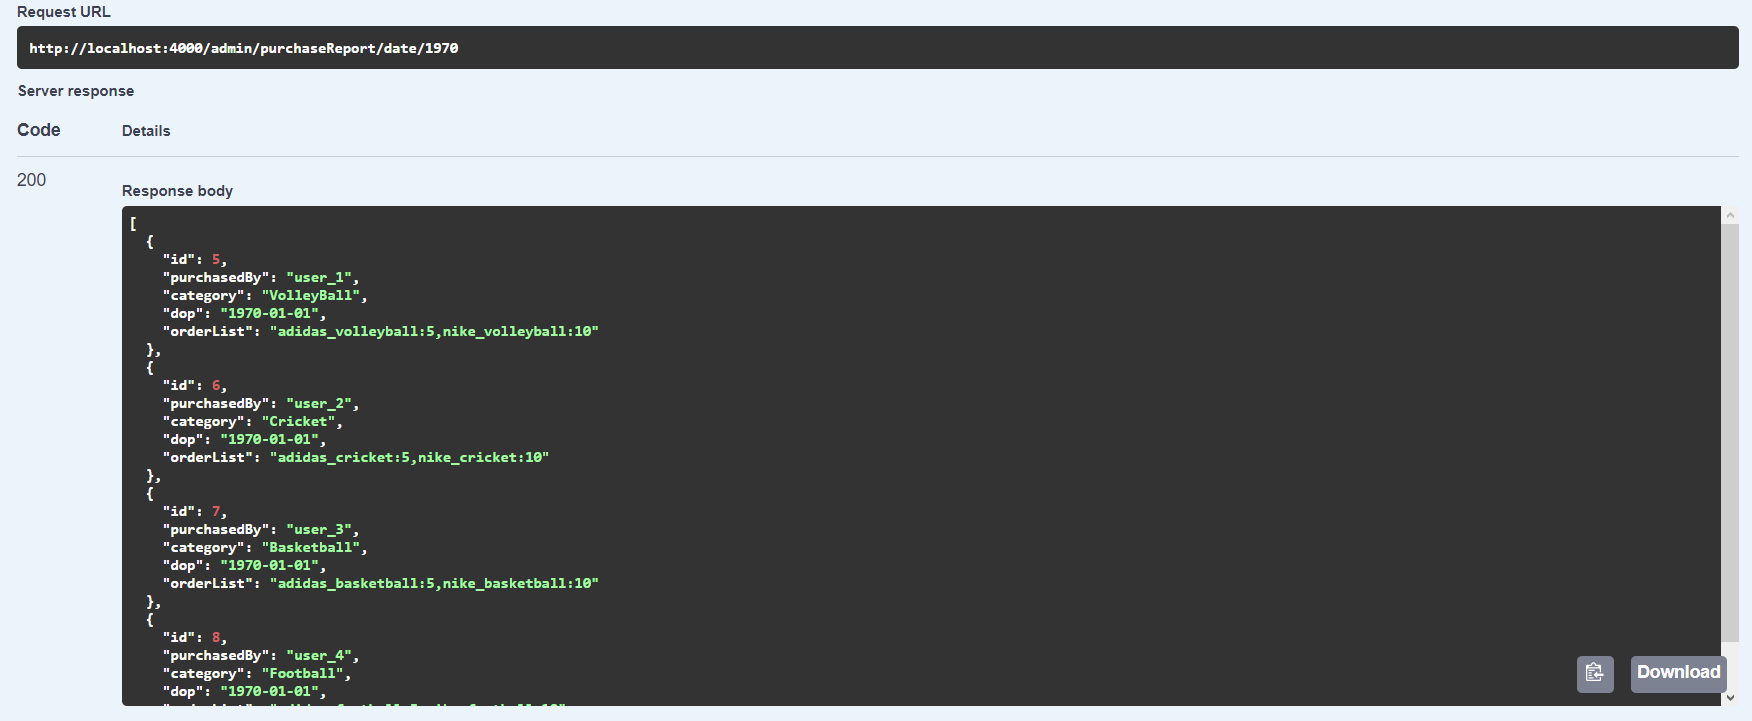 Request URL
http://localhost:4000/admin/purchaseReport/date/1970
Server response
Code Details
200
Response body
[
{
"id": 5,
"purchasedBy": "user_1",
"category": "VolleyBall",
"dop": "1970-01-01",
"orderList": "adidas_volleyball:5,nike_volleyball:10"
},
{
"id": 6,
"purchasedBy": "user_2",
"category": "Cricket",
"dop": "1970-01-01",
"orderList": "adidas_cricket:5,nike_cricket:10"
},
{
"id": 7,
"purchasedBy": "user_3",
"category": "Basketball",
"dop": "1970-01-01",
"orderList": "adidas_basketball:5,nike_basketball:10"
},
{
"id": 8,
"purchasedBy": "user_4",
"category": "Football",
"dop": "1970-01-01",
Download